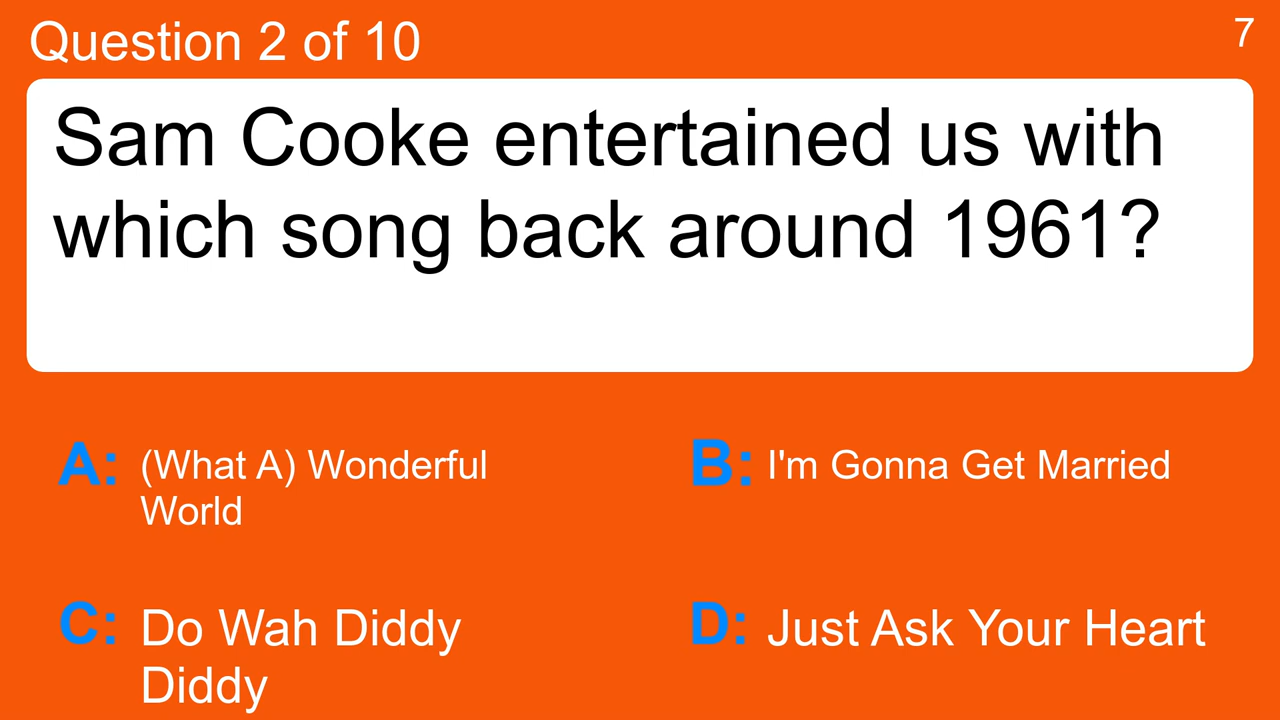 Question 2 of 10
7
Sam Cooke entertained us with
which song back around 1961?
A: (What A) Wonderful
World
B: I'm Gonna Get Married
C: Do Wah Diddy
Diddy
D: Just Ask Your Heart